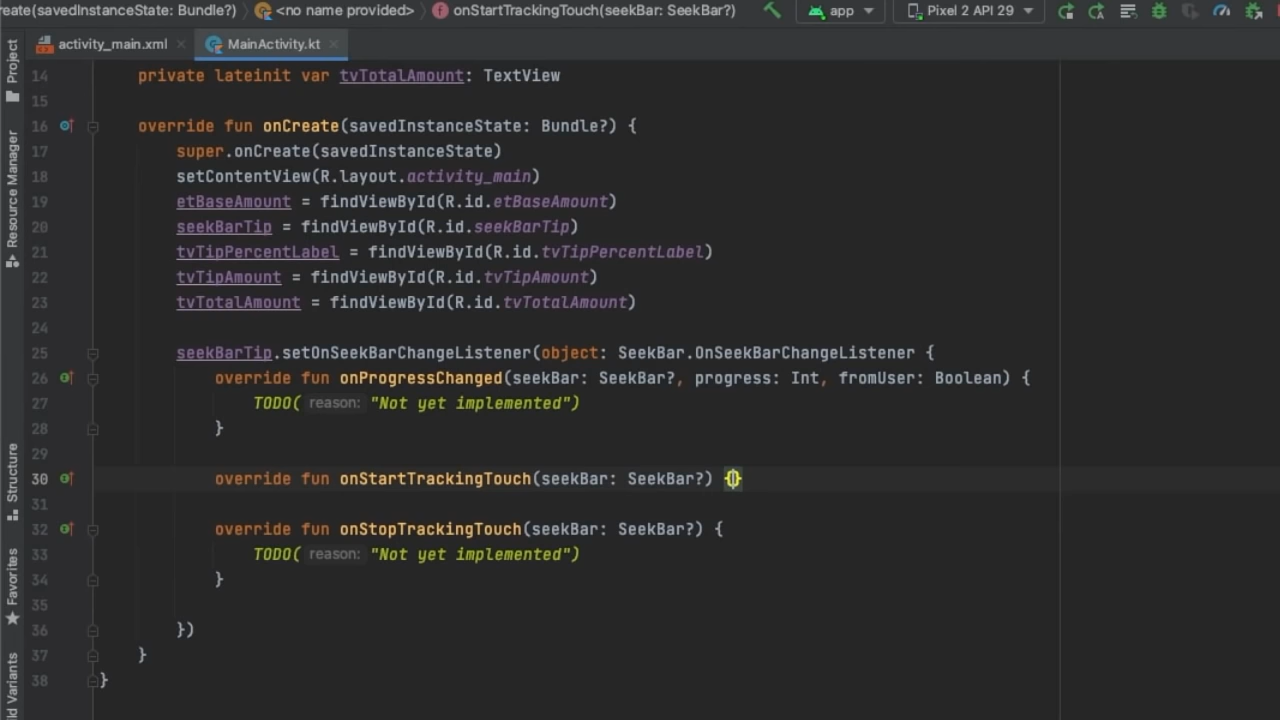 reate(savedInstanceState: Bundle?) <no name provided> onStartTrackingTouch(seekBar: SeekBar?) app Pixel 2 API 29
activity_main.xml MainActivity.kt
Project
Resource Manager
Structure
Favorites
ld Variants
14 private lateinit var tvTotalAmount: TextView
15
16 override fun onCreate(savedInstanceState: Bundle?) {
17 super.onCreate(savedInstanceState)
18 setContentView(R.layout.activity_main)
19 etBaseAmount = findViewById(R.id.etBaseAmount)
20 seekBarTip = findViewById(R.id.seekBarTip)
21 tvTipPercentLabel = findViewById(R.id.tvTipPercentLabel)
22 tvTipAmount = findViewById(R.id.tvTipAmount)
23 tvTotalAmount = findViewById(R.id.tvTotalAmount)
24
25 seekBarTip.setOnSeekBarChangeListener(object: SeekBar.OnSeekBarChangeListener {
26 override fun onProgressChanged(seekBar: SeekBar?, progress: Int, fromUser: Boolean) {
27 TODO( reason: "Not yet implemented")
28 }
29
30 override fun onStartTrackingTouch(seekBar: SeekBar?) {}
31
32 override fun onStopTrackingTouch(seekBar: SeekBar?) {
33 TODO( reason: "Not yet implemented")
34 }
35
36 })
37 }
38 }